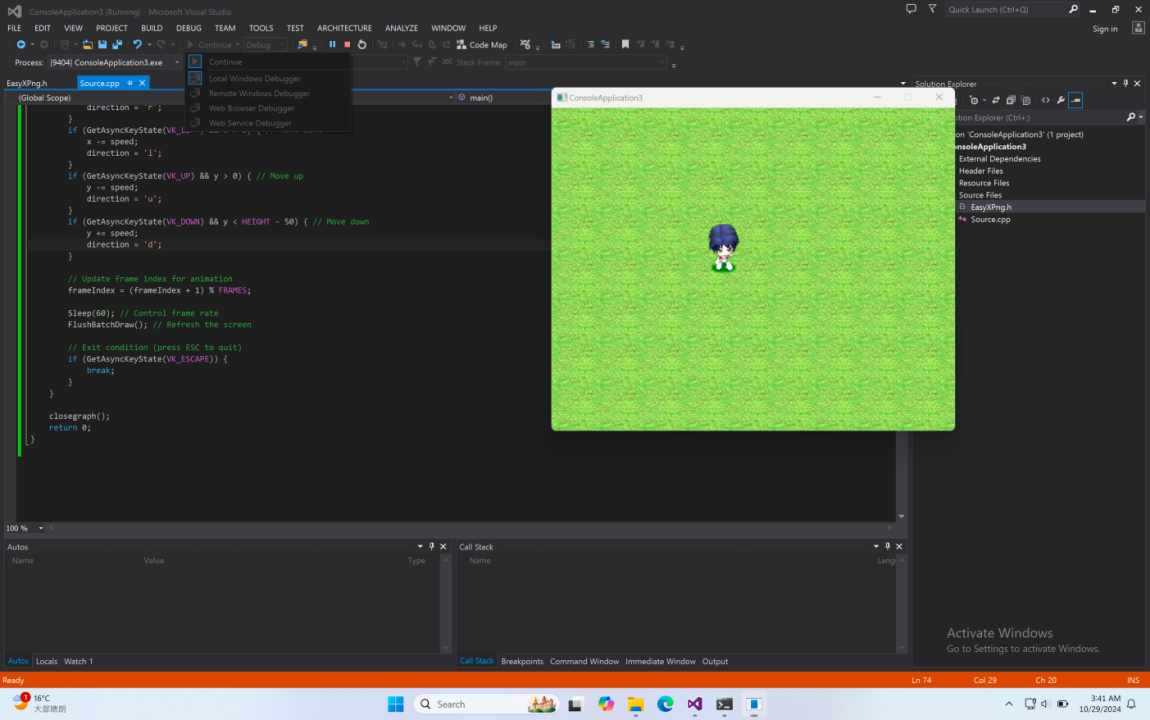 ConsoleApplication3 (Running) - Microsoft Visual Studio
Quick Launch (Ctrl+Q)
FILE EDIT VIEW PROJECT BUILD DEBUG TEAM TOOLS TEST ARCHITECTURE ANALYZE WINDOW HELP
Sign in
Continue Debug Code Map
Process: [9404] ConsoleApplication3.exe
Stack Frame: main
Continue
Local Windows Debugger
Remote Windows Debugger
Web Browser Debugger
Web Service Debugger
EasyXPng.h Source.cpp
(Global Scope) main()
direction = 'r';
}
if (GetAsyncKeyState(
x -= speed;
direction = 'l';
}
if (GetAsyncKeyState(VK_UP) && y > 0) { // Move up
y -= speed;
direction = 'u';
}
if (GetAsyncKeyState(VK_DOWN) && y < HEIGHT - 50) { // Move down
y += speed;
direction = 'd';
}
// Update frame index for animation
frameIndex = (frameIndex + 1) % FRAMES;
Sleep(60); // Control frame rate
FlushBatchDraw(); // Refresh the screen
// Exit condition (press ESC to quit)
if (GetAsyncKeyState(VK_ESCAPE)) {
break;
}
}
closegraph();
return 0;
}
100 %
ConsoleApplication3
Solution Explorer
ution Explorer (Ctrl+;)
on 'ConsoleApplication3' (1 project)
onsoleApplication3
External Dependencies
Header Files
Resource Files
Source Files
EasyXPng.h
Source.cpp
Autos
Name Value Type
Call Stack
Name Lang
Autos Locals Watch 1
Call Stack Breakpoints Command Window Immediate Window Output
Activate Windows
Go to Settings to activate Windows.
Ready Ln 74 Col 29 Ch 20 INS
1
16°C
大部晴朗
Search
3:41 AM
10/29/2024